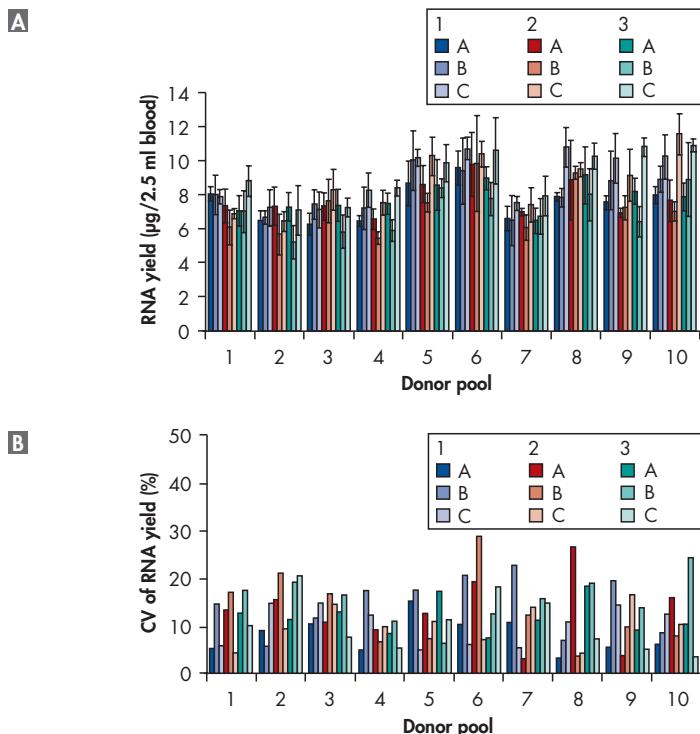 A
1 2 3
A A A
B B B
C C C
RNA yield (µg/2.5 ml blood)
14
12
10
8
6
4
2
0
1 2 3 4 5 6 7 8 9 10
Donor pool
B
1 2 3
A A A
B B B
C C C
CV of RNA yield (%)
50
40
30
20
10
0
1 2 3 4 5 6 7 8 9 10
Donor pool